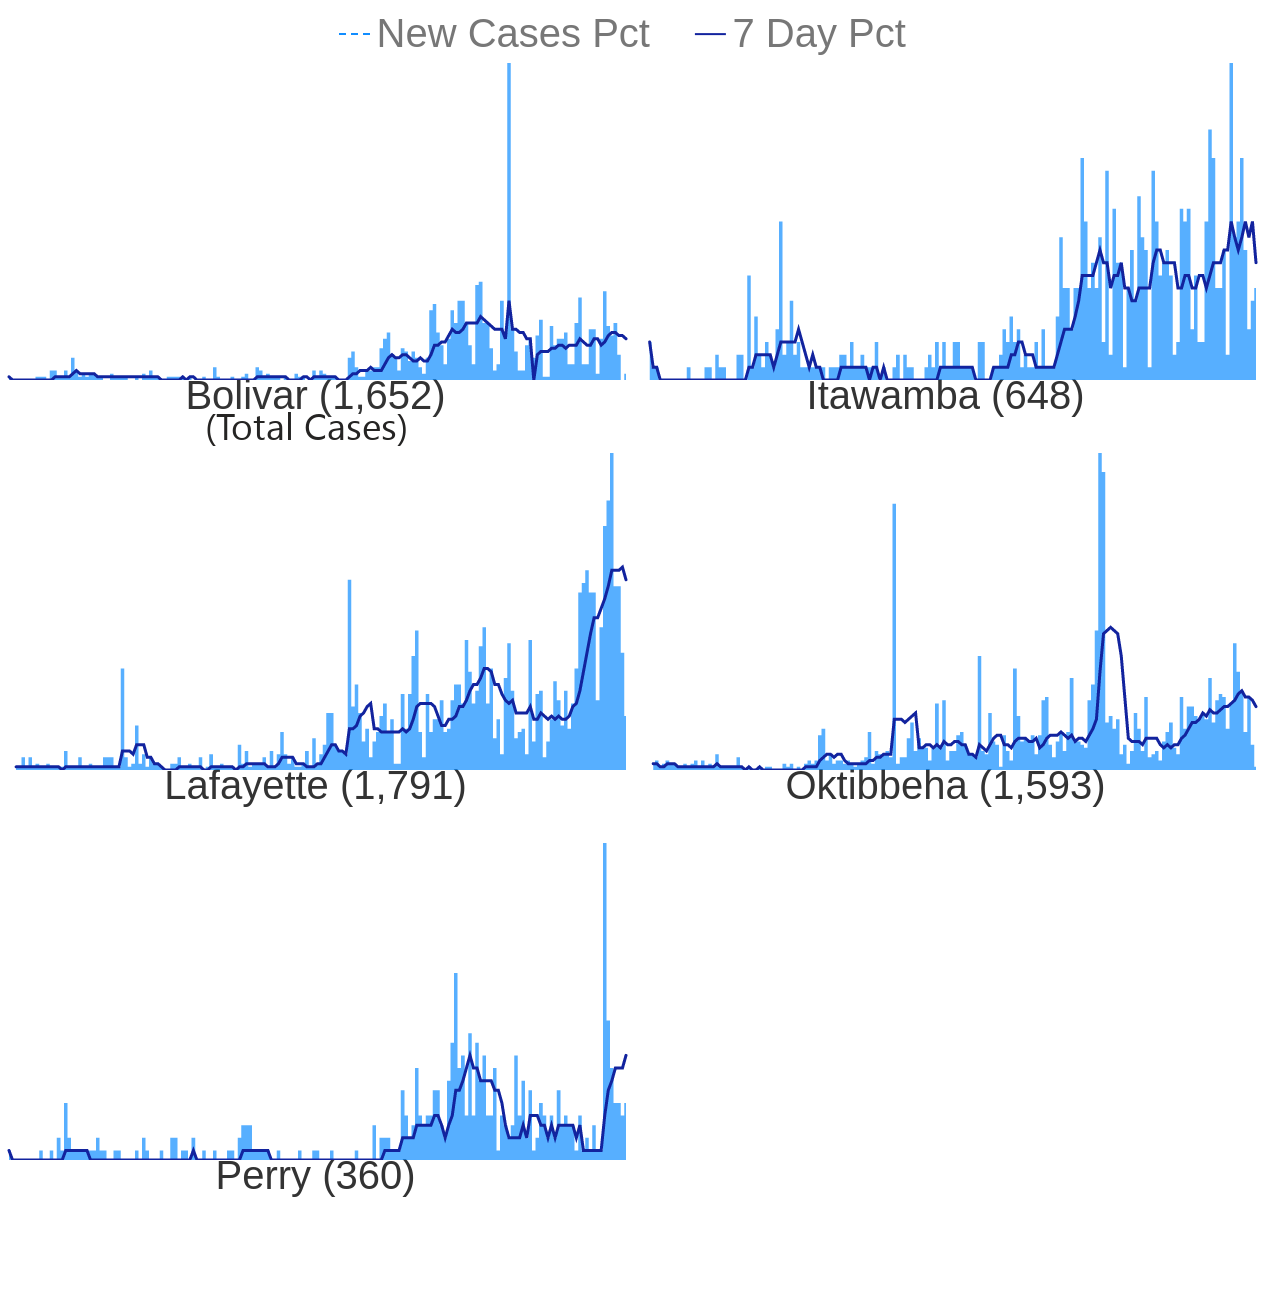 New Cases Pct 7 Day Pct
Bolivar (1,652) Itawamba (648)
(Total Cases)
Lafayette (1,791) Oktibbeha (1,593)
Perry (360)